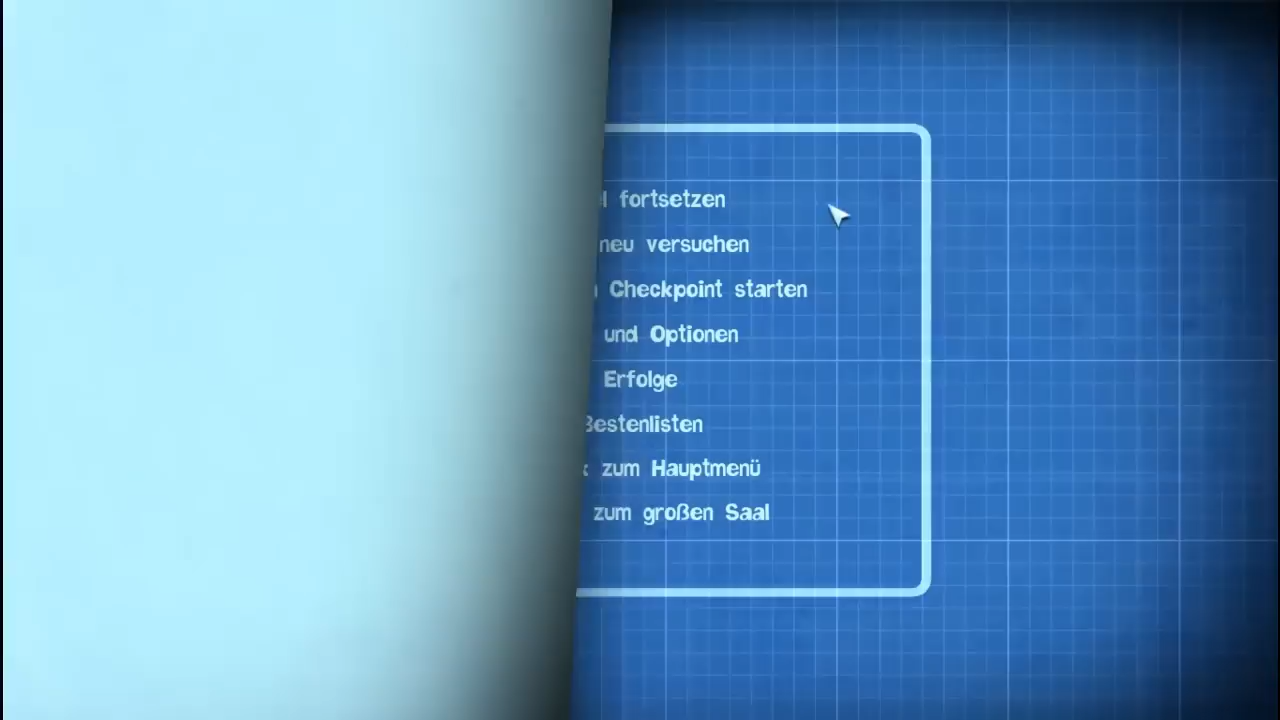 fortsetzen
neu versuchen
Checkpoint starten
und Optionen
Erfolge
Bestenlisten
zum Hauptmenü
zum großen Saal